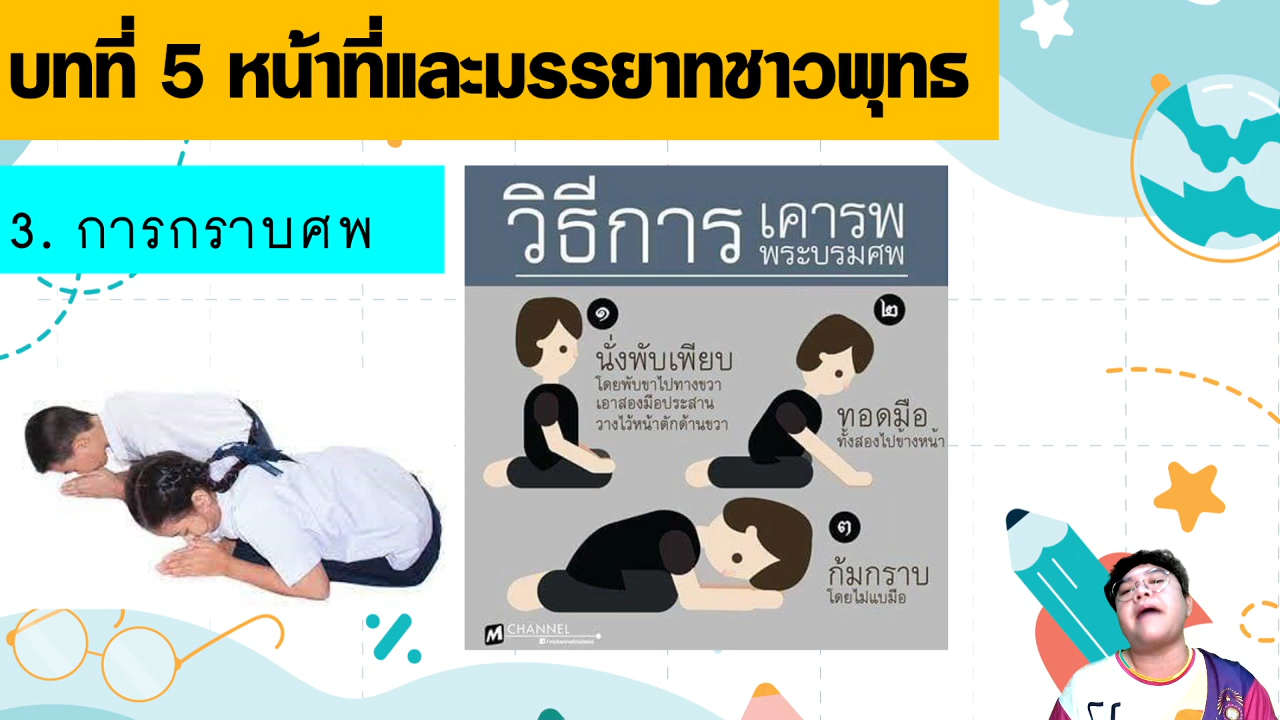 บทที่ 5 หน้าที่และมรรยาทชาวพุทธ
3. การกราบศพ
วิธีการ เคารพ
พระบรมศพ
๑
นั่งพับเพียบ
โดยพับขาไปทางขวา
เอาสองมือประสาน
วางไว้หน้าตักด้านขวา
๒
ทอดมือ
ทั้งสองไปข้างหน้า
๓
ก้มกราบ
โดยไม่แบมือ
M CHANNEL